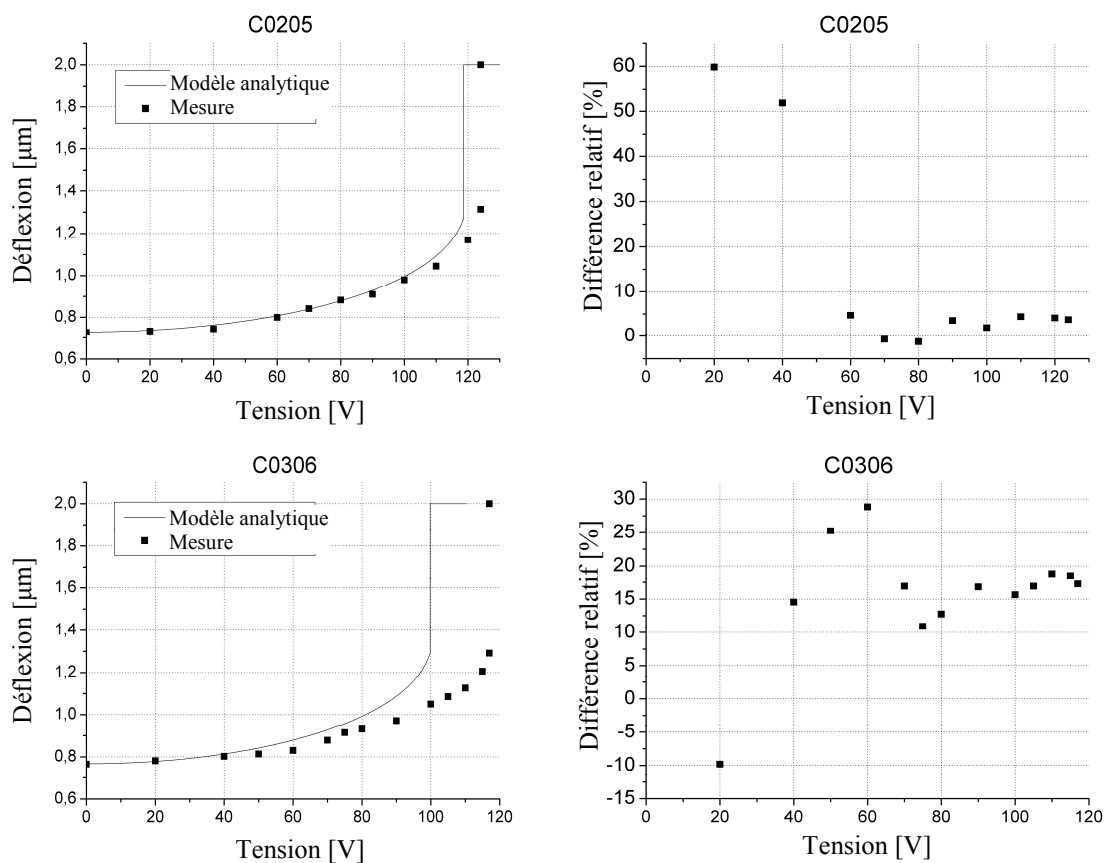 C0205
2,0
1,8
1,6
1,4
1,2
1,0
0,8
0,6
Déflexion [µm]
Modèle analytique
Mesure
0 20 40 60 80 100 120
Tension [V]
C0205
60
50
40
30
20
10
0
Différence relatif [%]
0 20 40 60 80 100 120
Tension [V]
C0306
2,0
1,8
1,6
1,4
1,2
1,0
0,8
0,6
Déflexion [µm]
Modèle analytique
Mesure
0 20 40 60 80 100 120
Tension [V]
C0306
30
25
20
15
10
5
0
-5
-10
-15
Différence relatif [%]
0 20 40 60 80 100 120
Tension [V]